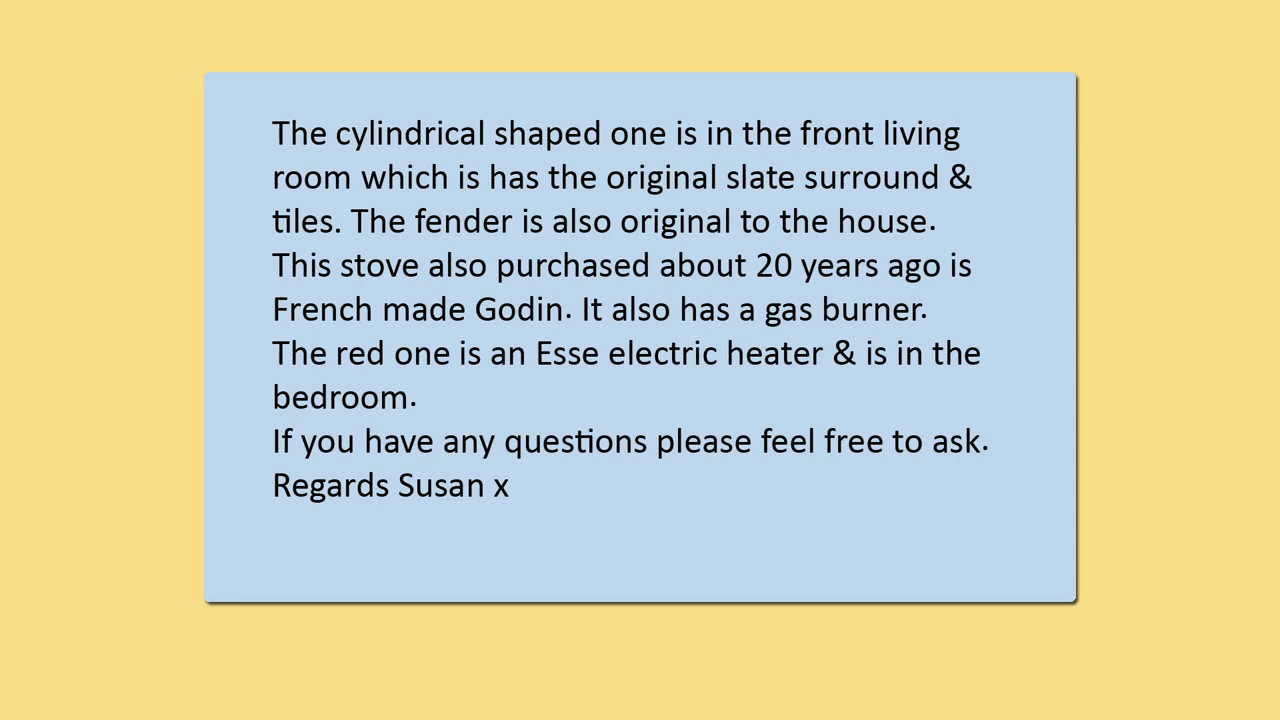 The cylindrical shaped one is in the front living
room which is has the original slate surround &
tiles. The fender is also original to the house.
This stove also purchased about 20 years ago is
French made Godin. It also has a gas burner.
The red one is an Esse electric heater & is in the
bedroom.
If you have any questions please feel free to ask.
Regards Susan x